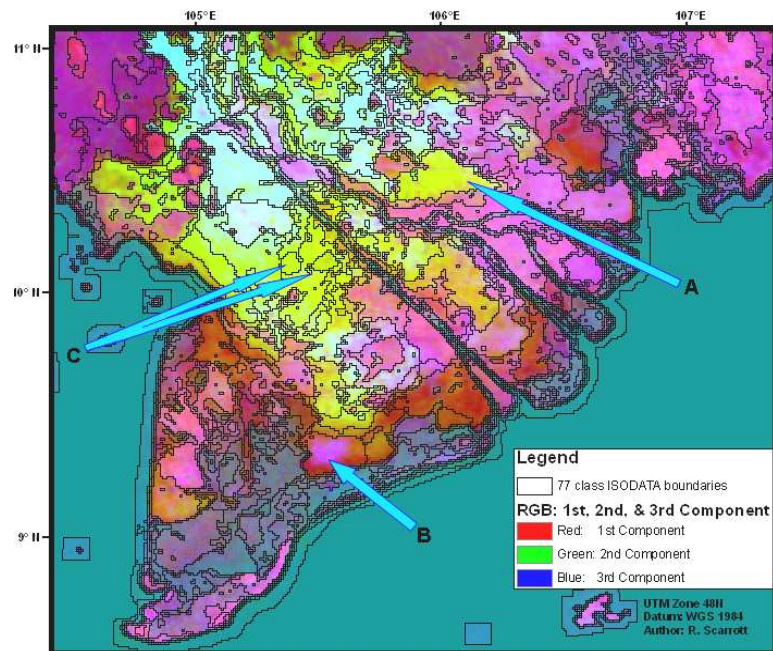 105°E 106°E 107°E
11° N
10° N
9° N
A
C
B
Legend
77 class ISODATA boundaries
RGB: 1st, 2nd, & 3rd Component
Red: 1st Component
Green: 2nd Component
Blue: 3rd Component
UTM Zone 48N
Datum: WGS 1984
Author: R. Scarrott